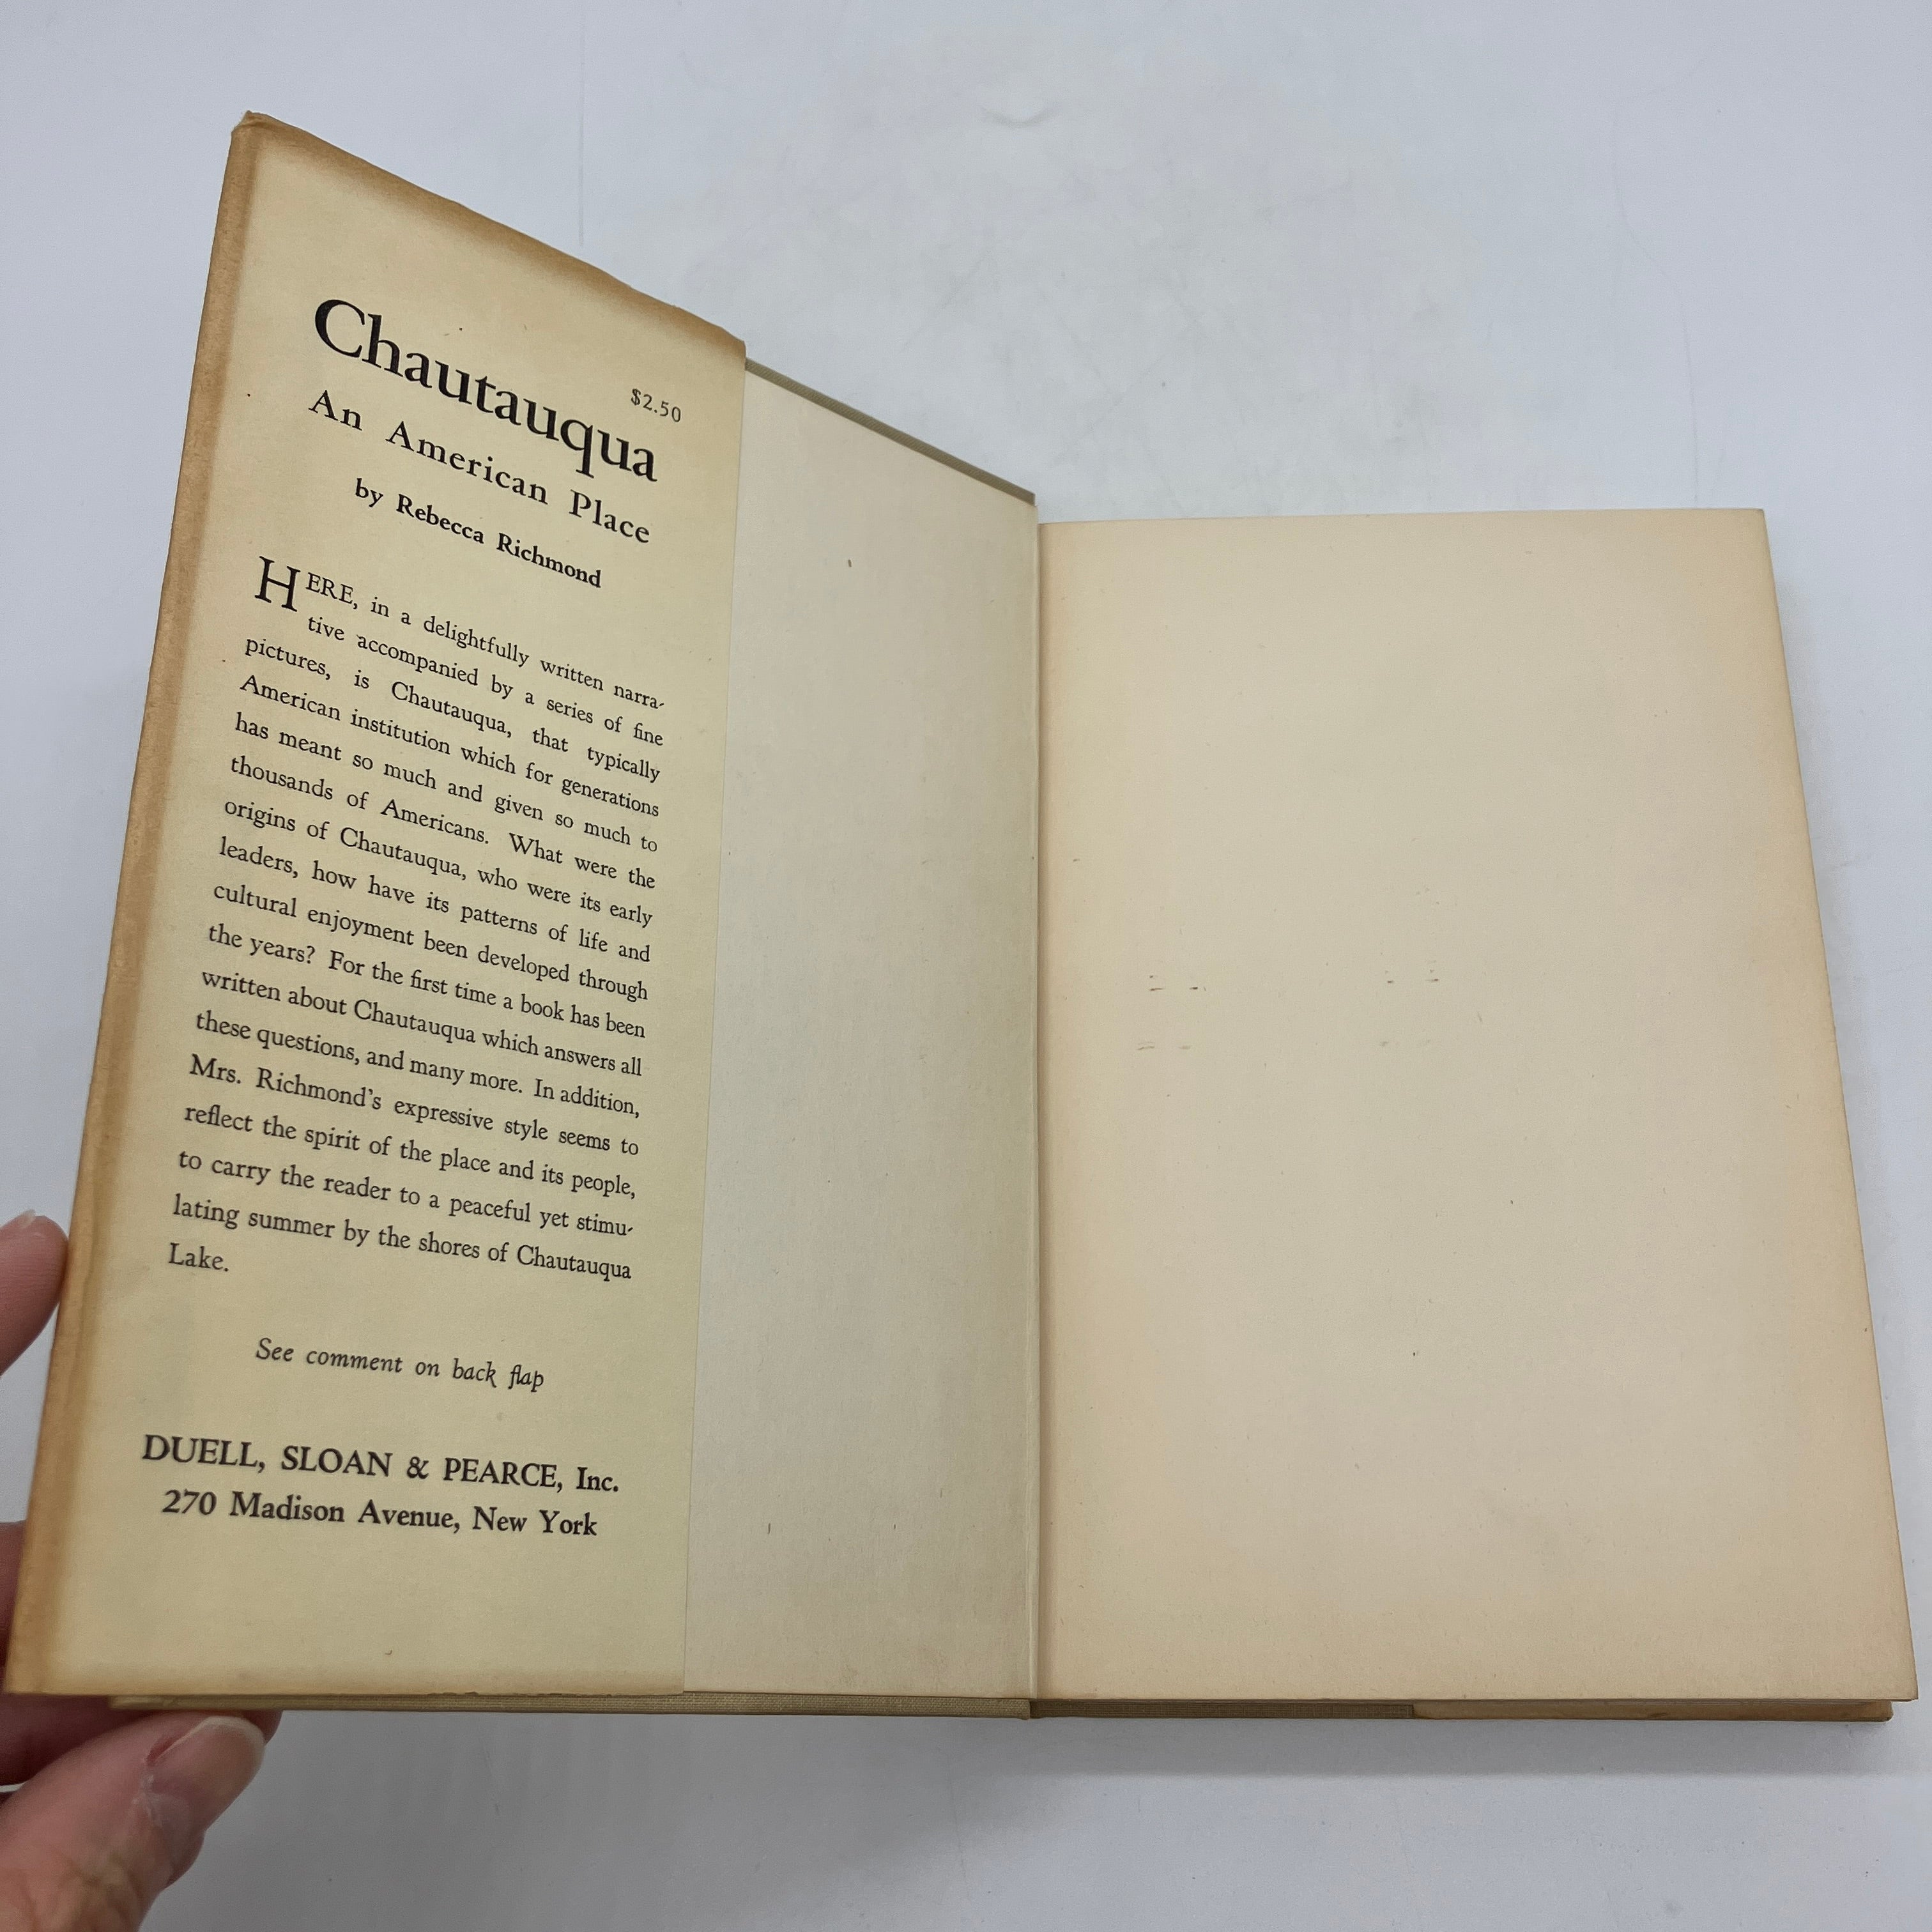 $2.50
Chautauqua
An American Place
by Rebecca Richmond
HERE, in a delightfully written narra-
tive accompanied by a series of fine
pictures, is Chautauqua, that typically
American institution which for generations
has meant so much and given so much to
thousands of Americans. What were the
origins of Chautauqua, who were its early
leaders, how have its patterns of life and
cultural enjoyment been developed through
the years? For the first time a book has been
written about Chautauqua which answers all
these questions, and many more. In addition,
Mrs. Richmond's expressive style seems to
reflect the spirit of the place and its people,
to carry the reader to a peaceful yet stimu-
lating summer by the shores of Chautauqua
Lake.
See comment on back flap
DUELL, SLOAN & PEARCE, Inc.
270 Madison Avenue, New York